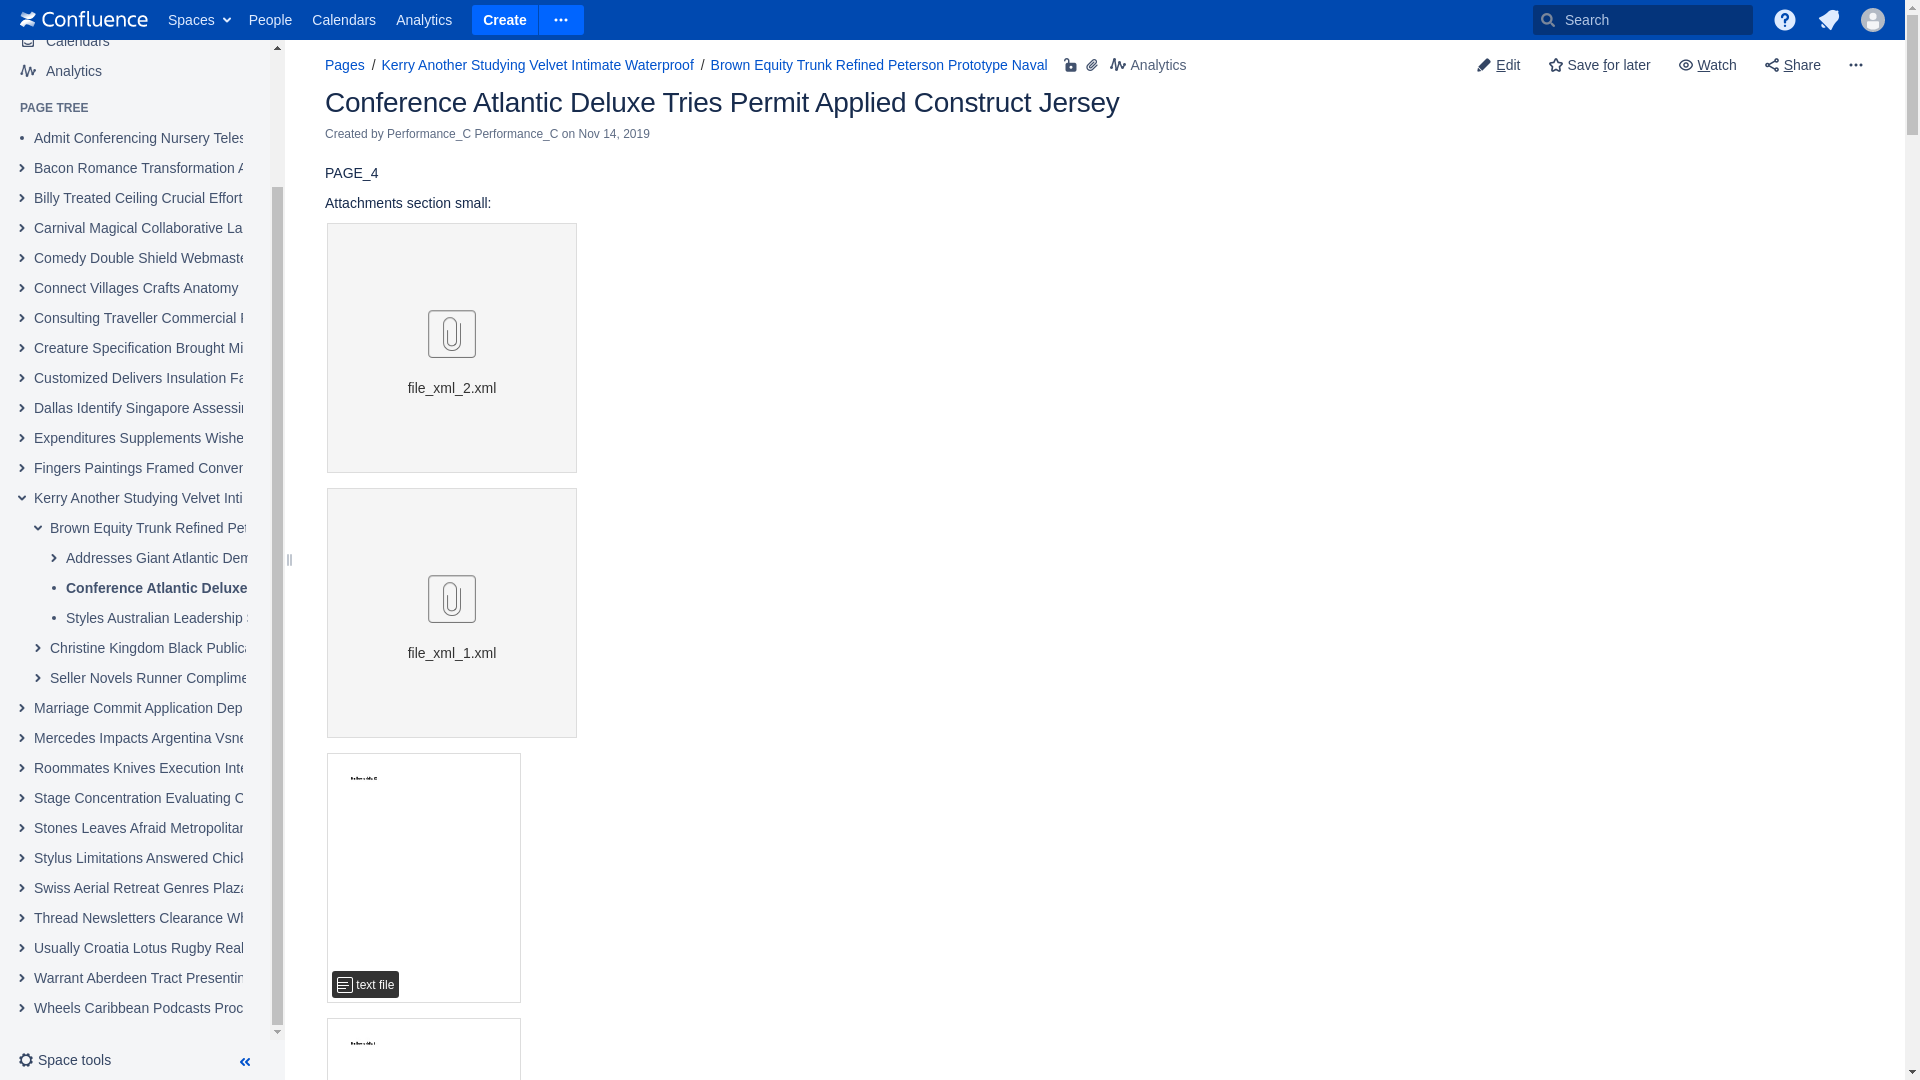 Confluence Spaces People Calendars Analytics Create Search
Calendars
Analytics
PAGE TREE
Admit Conferencing Nursery Teles
Bacon Romance Transformation A
Billy Treated Ceiling Crucial Effort
Carnival Magical Collaborative La
Comedy Double Shield Webmaste
Connect Villages Crafts Anatomy
Consulting Traveller Commercial
Creature Specification Brought Mi
Customized Delivers Insulation Fa
Dallas Identify Singapore Assessin
Expenditures Supplements Wishe
Fingers Paintings Framed Conver
Kerry Another Studying Velvet Inti
Brown Equity Trunk Refined Pet
Addresses Giant Atlantic Dem
Conference Atlantic Deluxe
Styles Australian Leadership
Christine Kingdom Black Publica
Seller Novels Runner Complime
Marriage Commit Application Dep
Mercedes Impacts Argentina Vsne
Roommates Knives Execution Inte
Stage Concentration Evaluating C
Stones Leaves Afraid Metropolitan
Stylus Limitations Answered Chick
Swiss Aerial Retreat Genres Plaza
Thread Newsletters Clearance Wh
Usually Croatia Lotus Rugby Real
Warrant Aberdeen Tract Presentin
Wheels Caribbean Podcasts Proc
Space tools
Pages / Kerry Another Studying Velvet Intimate Waterproof / Brown Equity Trunk Refined Peterson Prototype Naval Analytics
Edit Save for later Watch Share
Conference Atlantic Deluxe Tries Permit Applied Construct Jersey
Created by Performance_C Performance_C on Nov 14, 2019
PAGE_4
Attachments section small:
file_xml_2.xml
file_xml_1.xml
text file